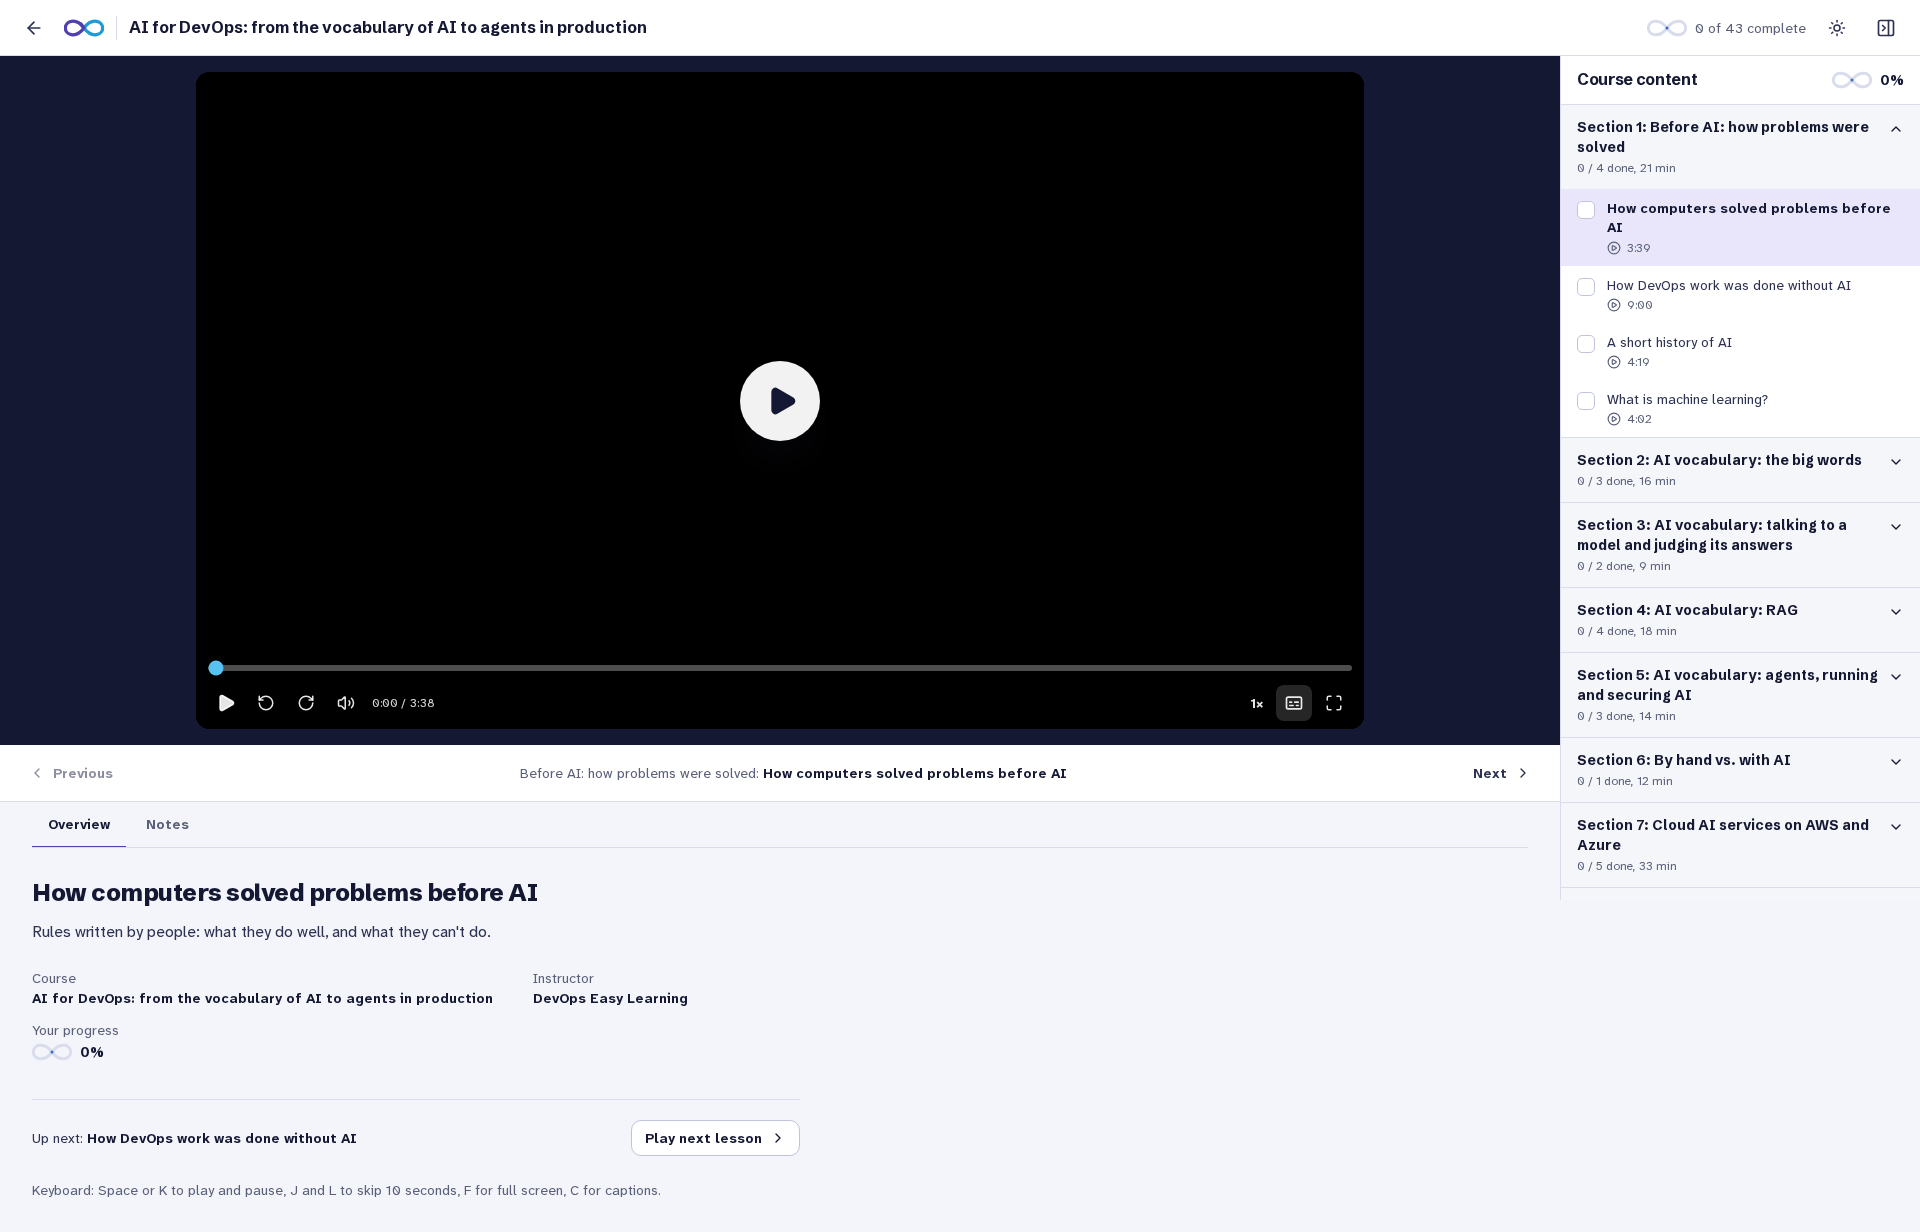 AI for DevOps: from the vocabulary of AI to agents in production
0 of 43 complete
0:00 / 3:38
1×
Previous
Before AI: how problems were solved: How computers solved problems before AI
Next
Overview
Notes
How computers solved problems before AI
Rules written by people: what they do well, and what they can't do.
Course
AI for DevOps: from the vocabulary of AI to agents in production
Instructor
DevOps Easy Learning
Your progress
0%
Up next: How DevOps work was done without AI
Play next lesson
Keyboard: Space or K to play and pause, J and L to skip 10 seconds, F for full screen, C for captions.
Course content
0%
Section 1: Before AI: how problems were
solved
0 / 4 done, 21 min
How computers solved problems before
AI
3:39
How DevOps work was done without AI
9:00
A short history of AI
4:19
What is machine learning?
4:02
Section 2: AI vocabulary: the big words
0 / 3 done, 16 min
Section 3: AI vocabulary: talking to a
model and judging its answers
0 / 2 done, 9 min
Section 4: AI vocabulary: RAG
0 / 4 done, 18 min
Section 5: AI vocabulary: agents, running
and securing AI
0 / 3 done, 14 min
Section 6: By hand vs. with AI
0 / 1 done, 12 min
Section 7: Cloud AI services on AWS and
Azure
0 / 5 done, 33 min